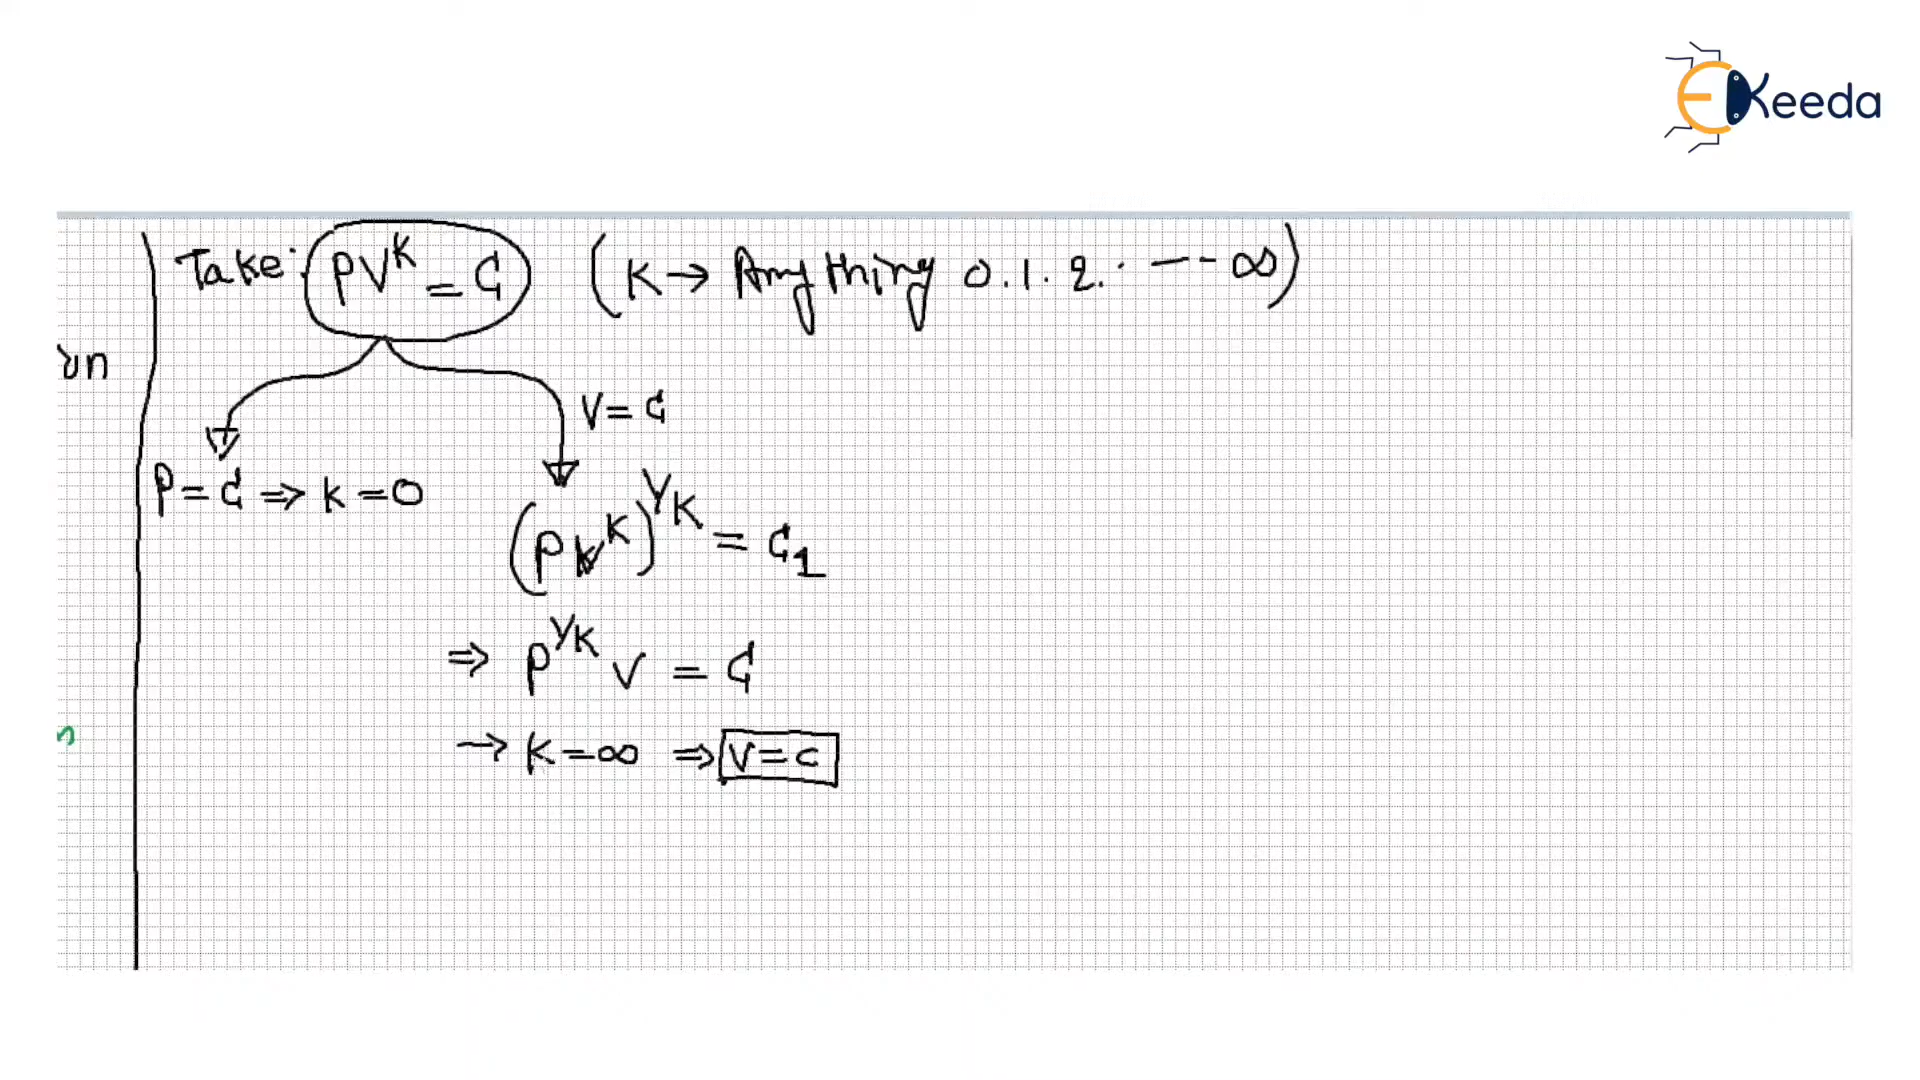 EKeeda
Take: PV^K = C (K → Anything 0.1.2. --- ∞)
V = C
P = C ⇒ K = 0
(PV^K)^1/K = C1
⇒ P^1/K V = C
→ K = ∞ ⇒ V = C